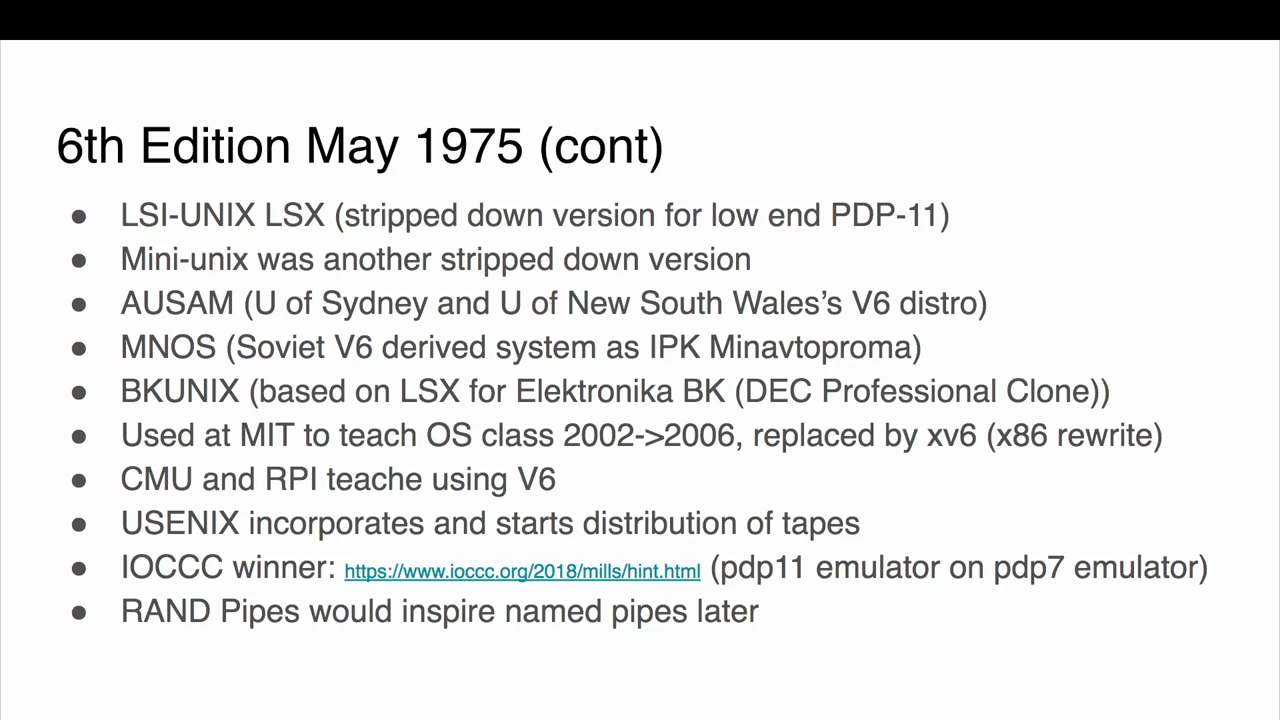 6th Edition May 1975 (cont)
● LSI-UNIX LSX (stripped down version for low end PDP-11)
● Mini-unix was another stripped down version
● AUSAM (U of Sydney and U of New South Wales’s V6 distro)
● MNOS (Soviet V6 derived system as IPK Minavtoproma)
● BKUNIX (based on LSX for Elektronika BK (DEC Professional Clone))
● Used at MIT to teach OS class 2002->2006, replaced by xv6 (x86 rewrite)
● CMU and RPI teache using V6
● USENIX incorporates and starts distribution of tapes
● IOCCC winner: https://www.ioccc.org/2018/mills/hint.html (pdp11 emulator on pdp7 emulator)
● RAND Pipes would inspire named pipes later